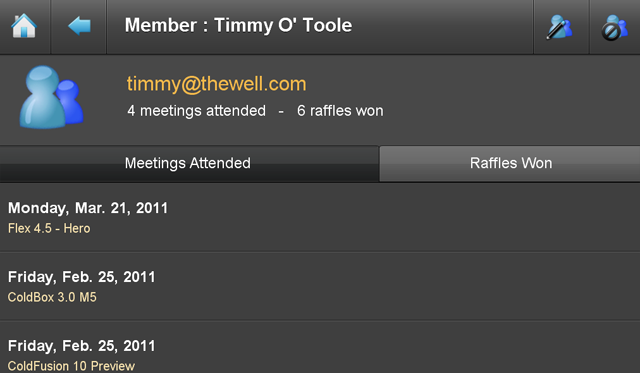 Member : Timmy O' Toole
timmy@thewell.com
4 meetings attended - 6 raffles won
Meetings Attended
Raffles Won
Monday, Mar. 21, 2011
Flex 4.5 - Hero
Friday, Feb. 25, 2011
ColdBox 3.0 M5
Friday, Feb. 25, 2011
ColdFusion 10 Preview